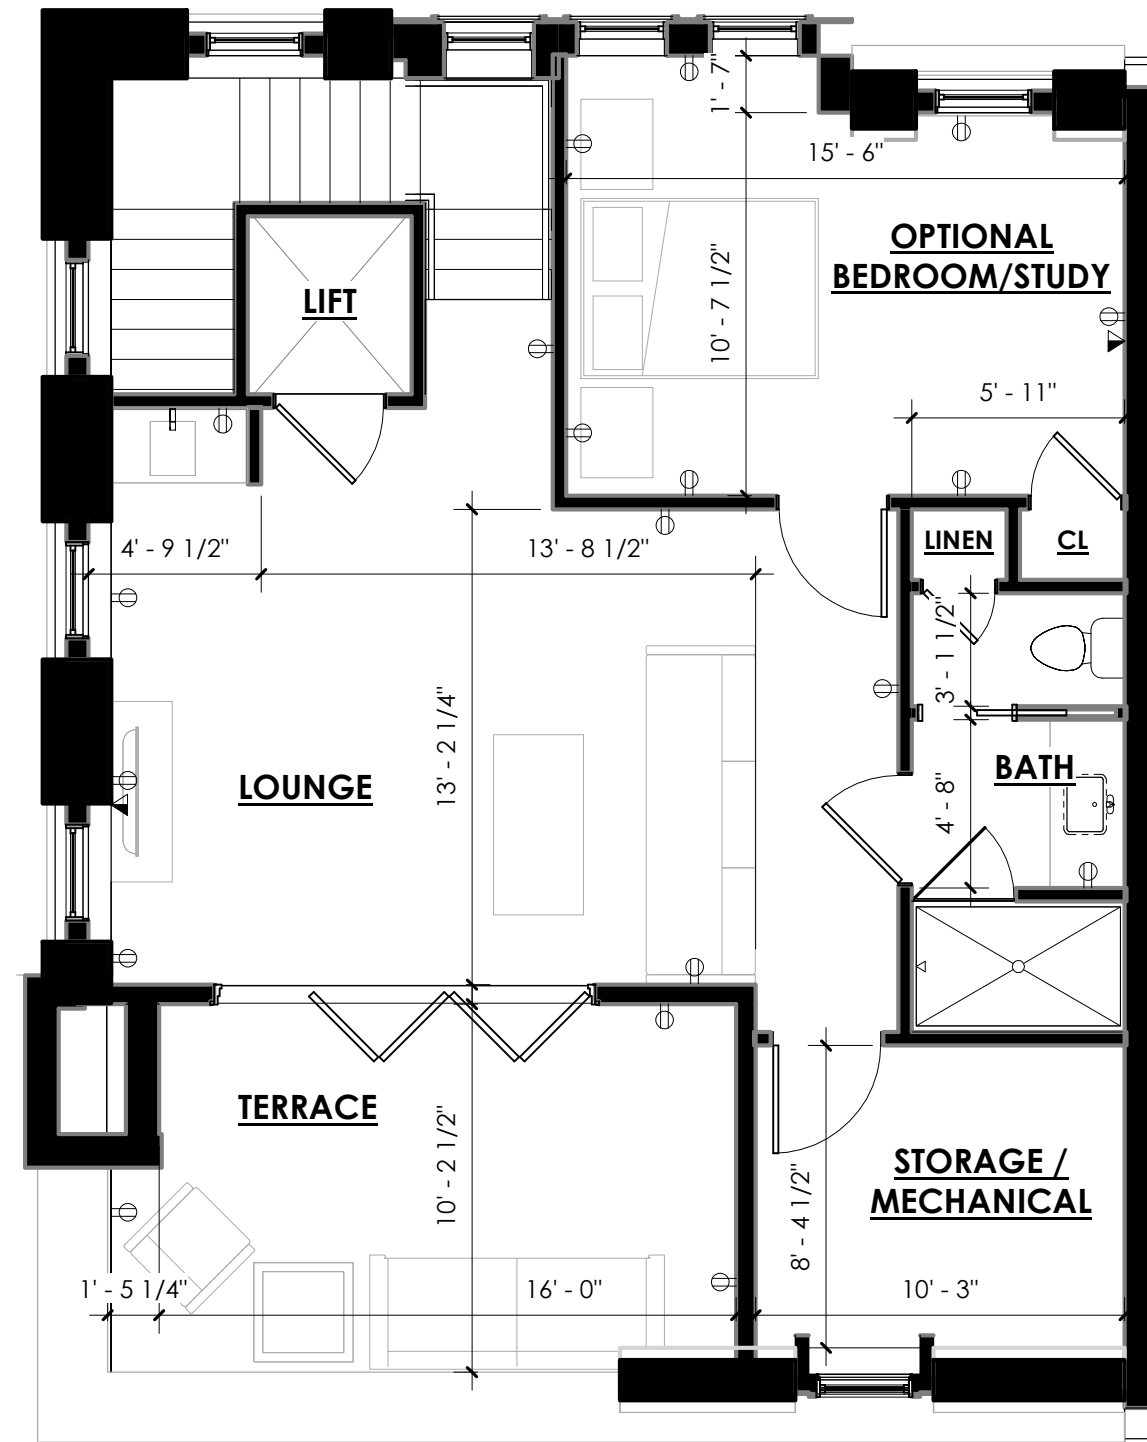 1' - 7"
15' - 6"
OPTIONAL
BEDROOM/STUDY
10' - 7 1/2"
LIFT
5' - 11"
4' - 9 1/2"
13' - 8 1/2"
LINEN
CL
3' - 1 1/2"
13' - 2 1/4"
LOUNGE
BATH
4' - 8"
TERRACE
10' - 2 1/2"
STORAGE /
MECHANICAL
8' - 4 1/2"
1' - 5 1/4"
16' - 0"
10' - 3"